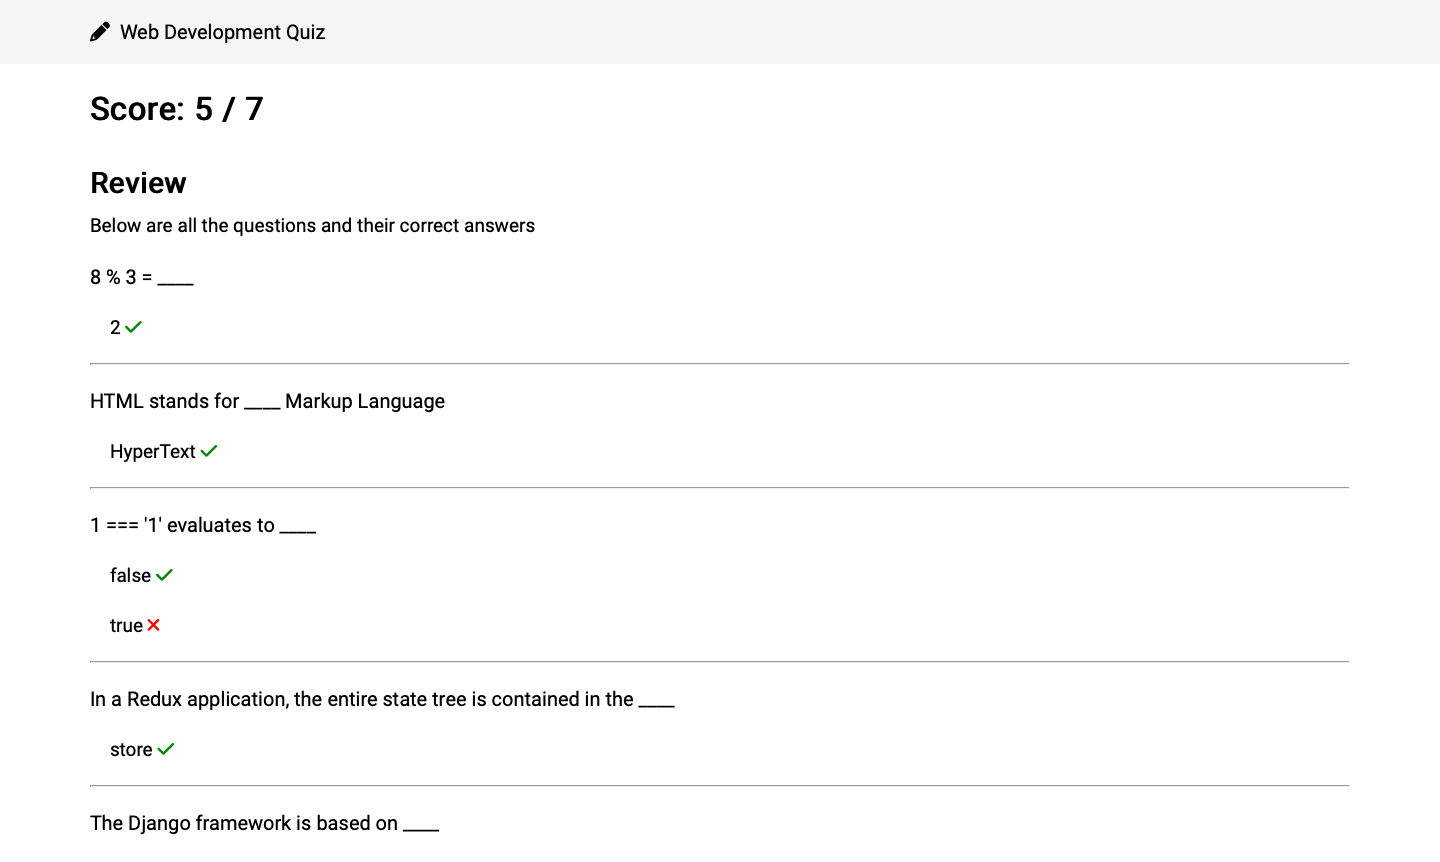 Web Development Quiz
Score: 5 / 7
Review
Below are all the questions and their correct answers
8 % 3 = ____
2
HTML stands for ____ Markup Language
HyperText
1 === '1' evaluates to ____
false
true
In a Redux application, the entire state tree is contained in the ____
store
The Django framework is based on ____